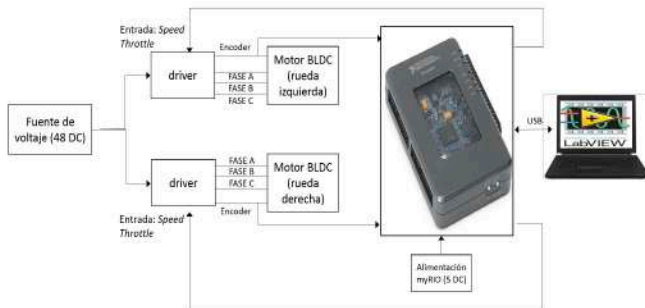 Entrada: Speed
Throttle
Encoder
driver
FASE A
FASE B
FASE C
Motor BLDC
(rueda
izquierda)
Fuente de
voltaje (48 DC)
USB
LabVIEW
driver
FASE A
FASE B
FASE C
Encoder
Motor BLDC
(rueda
derecha)
Entrada: Speed
Throttle
Alimentación
myRIO (5 DC)